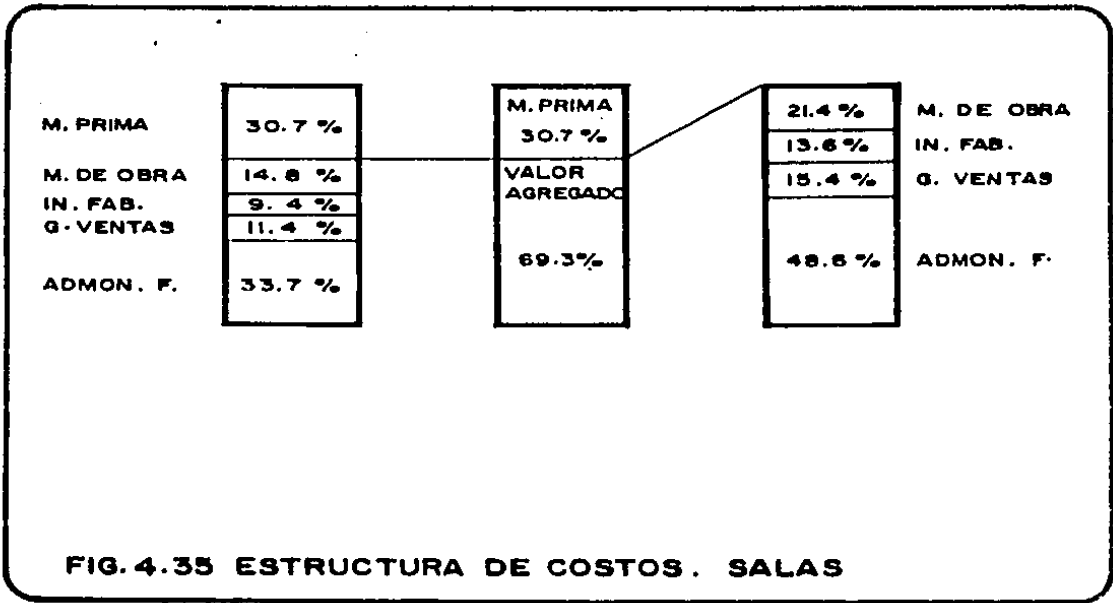 M. PRIMA 30.7 %
M. DE OBRA 14.8 %
IN. FAB. 9.4 %
G. VENTAS 11.4 %
ADMON. F. 33.7 %
M. PRIMA
30.7 %
VALOR
AGREGADO
69.3%
21.4 % M. DE OBRA
13.6 % IN. FAB.
15.4 % G. VENTAS
48.6 % ADMON. F.
FIG. 4.35 ESTRUCTURA DE COSTOS. SALAS